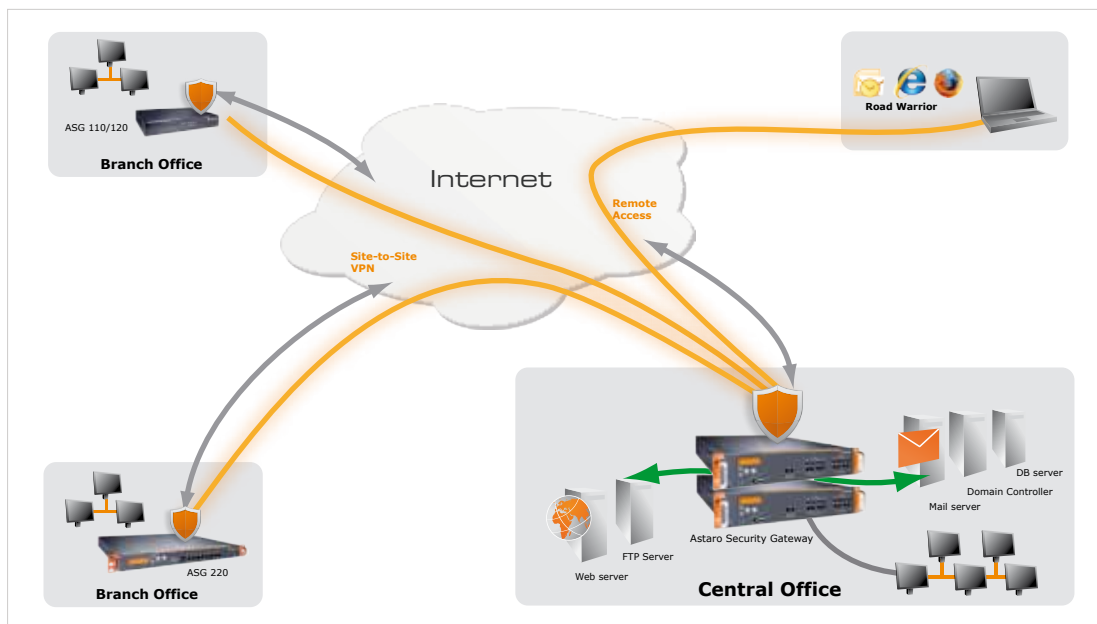 ASG 110/120
Branch Office
Internet
Road Warrior
Remote
Access
Site-to-Site
VPN
ASG 220
Branch Office
DB server
Domain Controller
Mail server
Astaro Security Gateway
FTP Server
Web server
Central Office